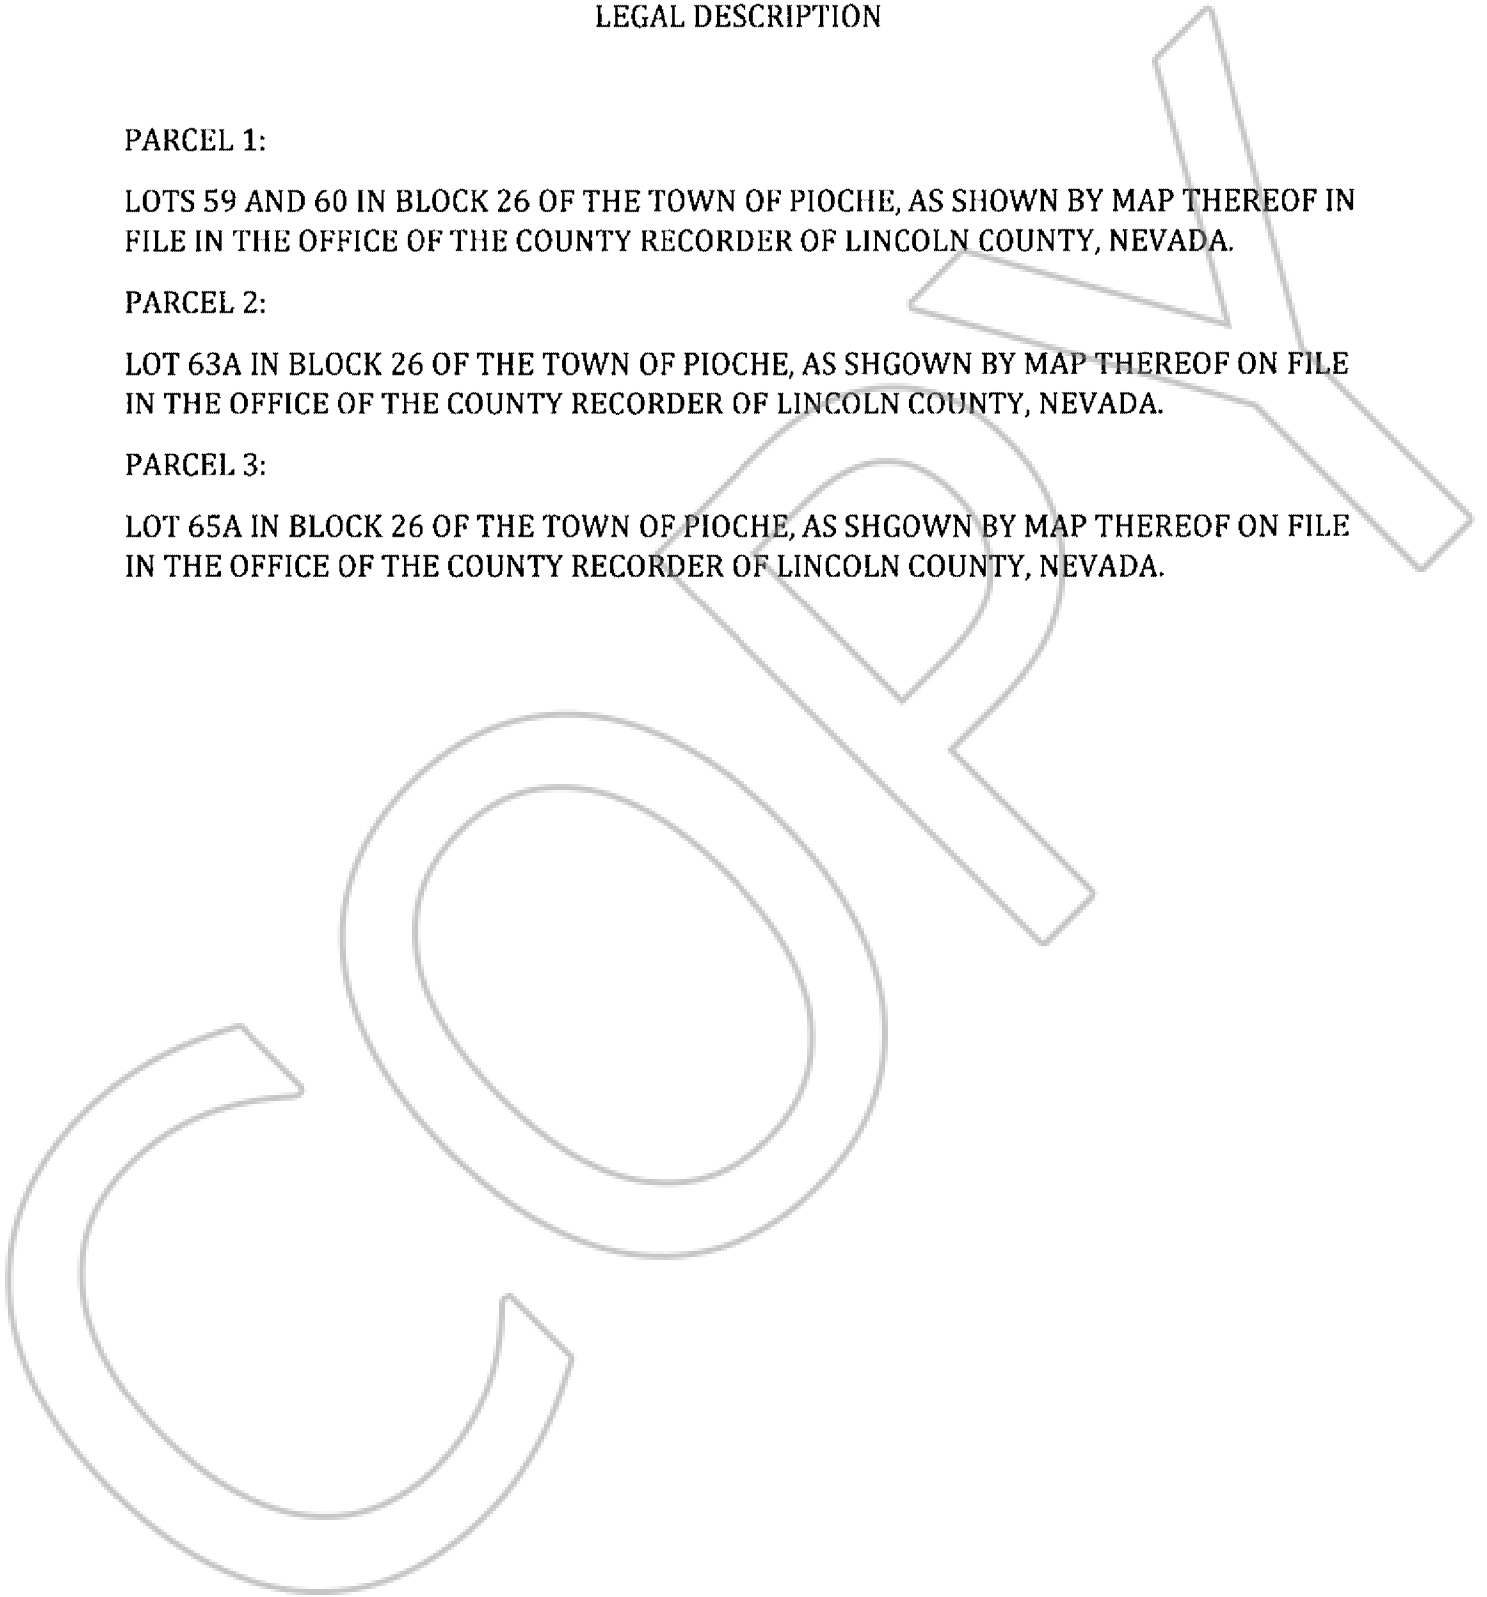 LEGAL DESCRIPTION
PARCEL 1:
LOTS 59 AND 60 IN BLOCK 26 OF THE TOWN OF PIOCHE, AS SHOWN BY MAP THEREOF IN
FILE IN THE OFFICE OF THE COUNTY RECORDER OF LINCOLN COUNTY, NEVADA.
PARCEL 2:
LOT 63A IN BLOCK 26 OF THE TOWN OF PIOCHE, AS SHGOWN BY MAP THEREOF ON FILE
IN THE OFFICE OF THE COUNTY RECORDER OF LINCOLN COUNTY, NEVADA.
PARCEL 3:
LOT 65A IN BLOCK 26 OF THE TOWN OF PIOCHE, AS SHGOWN BY MAP THEREOF ON FILE
IN THE OFFICE OF THE COUNTY RECORDER OF LINCOLN COUNTY, NEVADA.
COPY